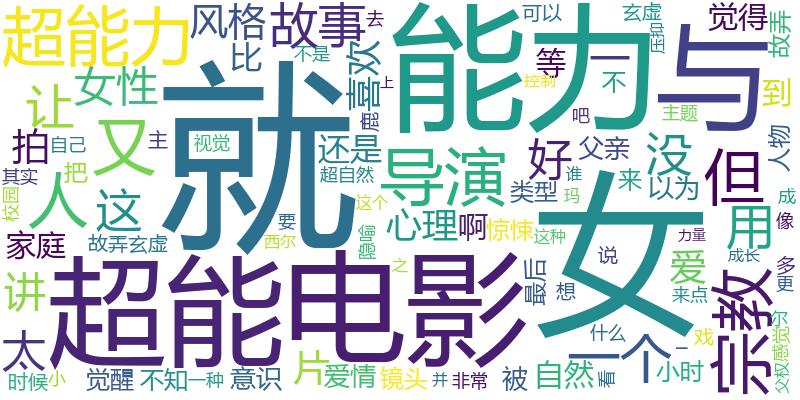 超能力
风格
比
故事
去
不是
喜欢
能力
等
一
不
可以
玄虚
压抑
觉得
故弄
与
到
控制
让
女性
就
上
鹿
拍
自己
又
主
视觉
还是
超自然
导演
好
吧
父亲
没
主题
但
人物
其实
校园
把
人
这
这个
心理
啊
惊悚
类型
谁
玛
来
以为
用
成
像
家庭
故弄玄虚
要
西尔
隐喻
这种
女
说
爱
力量
成长
宗教
多
更
讲
超能
电影
之
最后
想
来点
太
时候
小
觉醒
不知
一种
意识
片
爱情
镜头
并
非常
被
自然
什么
看
一个
小时
戏
尔
感觉
父权